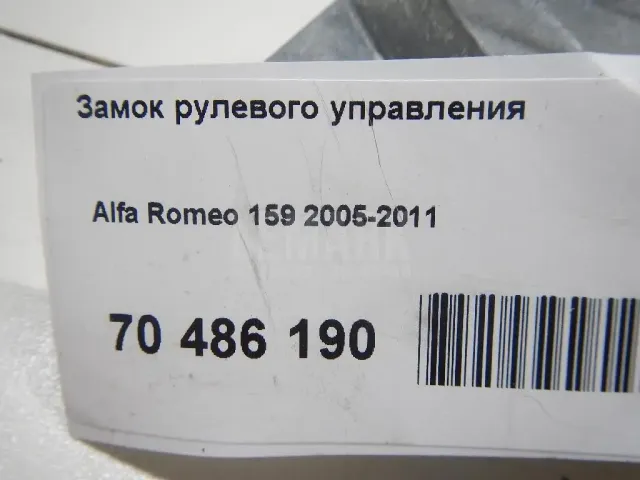 Замок рулевого управления
Alfa Romeo 159 2005-2011
70 486 190